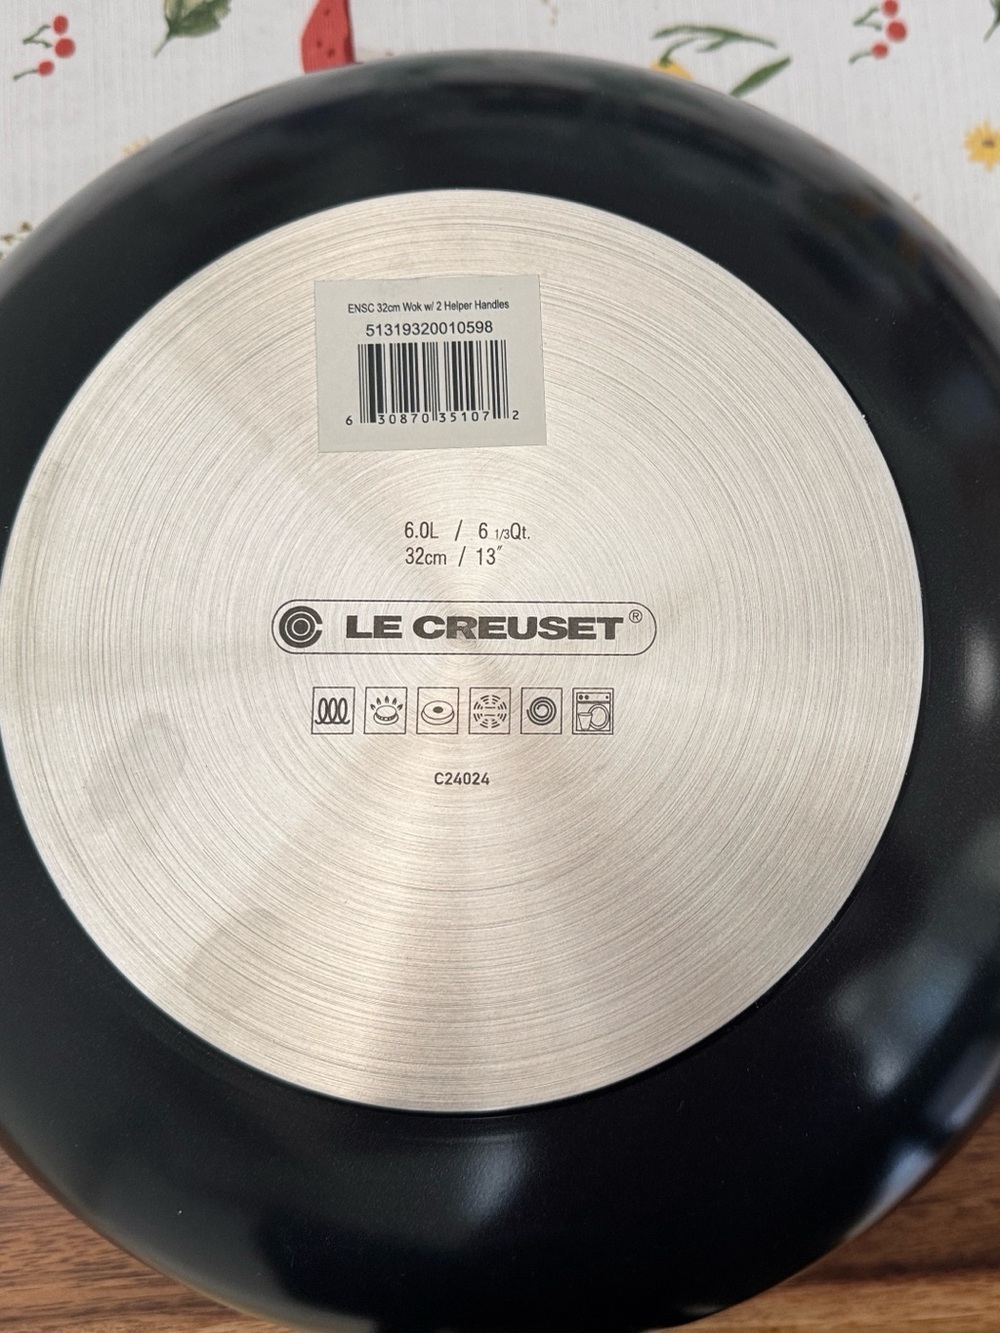 ENSC 32cm Wok w/ 2 Helper Handles
51319320010598
6 30870 35107 2
6.0L / 6 1/3Qt.
32cm / 13"
LE CREUSET®
C24024